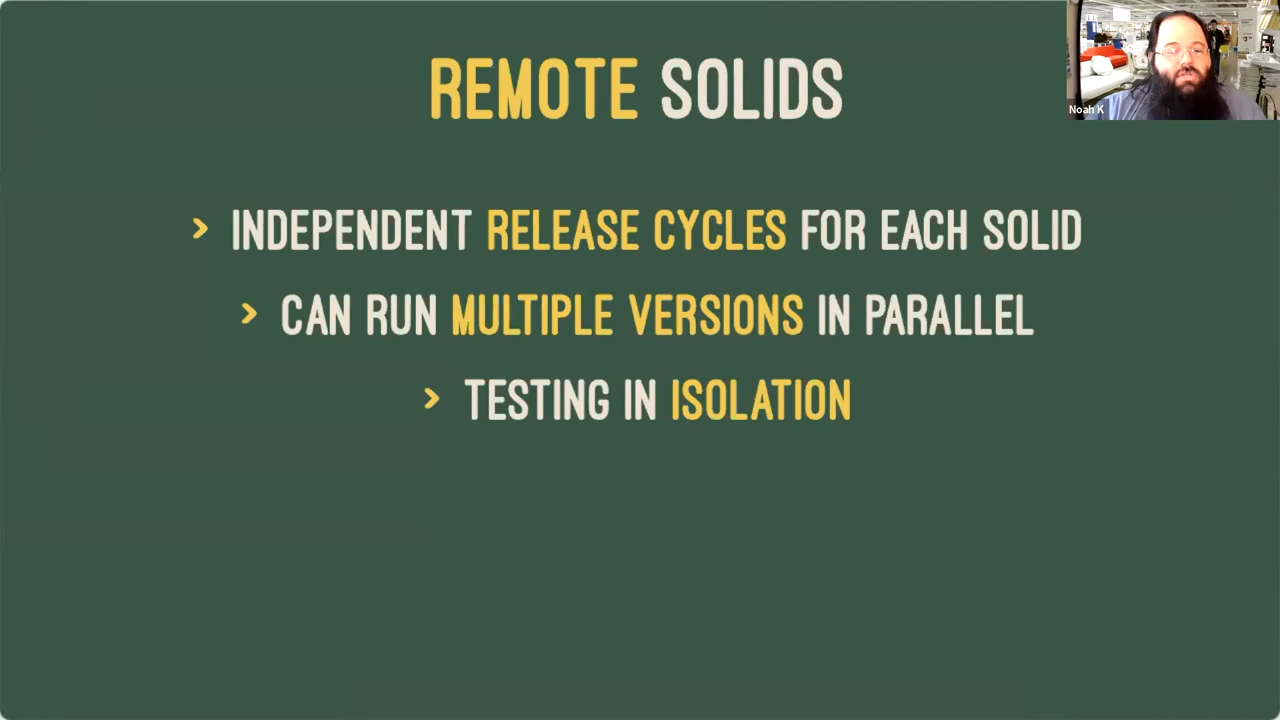 REMOTE SOLIDS
Noah K
> INDEPENDENT RELEASE CYCLES FOR EACH SOLID
> CAN RUN MULTIPLE VERSIONS IN PARALLEL
> TESTING IN ISOLATION